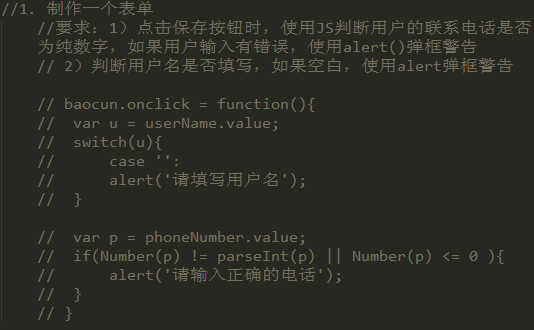 //1. 制作一个表单
//要求：1）点击保存按钮时，使用JS判断用户的联系电话是否
为纯数字，如果用户输入有错误，使用alert()弹框警告
// 2）判断用户名是否填写，如果空白，使用alert弹框警告
// baocun.onclick = function(){
// var u = userName.value;
// switch(u){
// case '':
// alert('请填写用户名');
// }
// var p = phoneNumber.value;
// if(Number(p) != parseInt(p) || Number(p) <= 0 ){
// alert('请输入正确的电话');
// }
// }